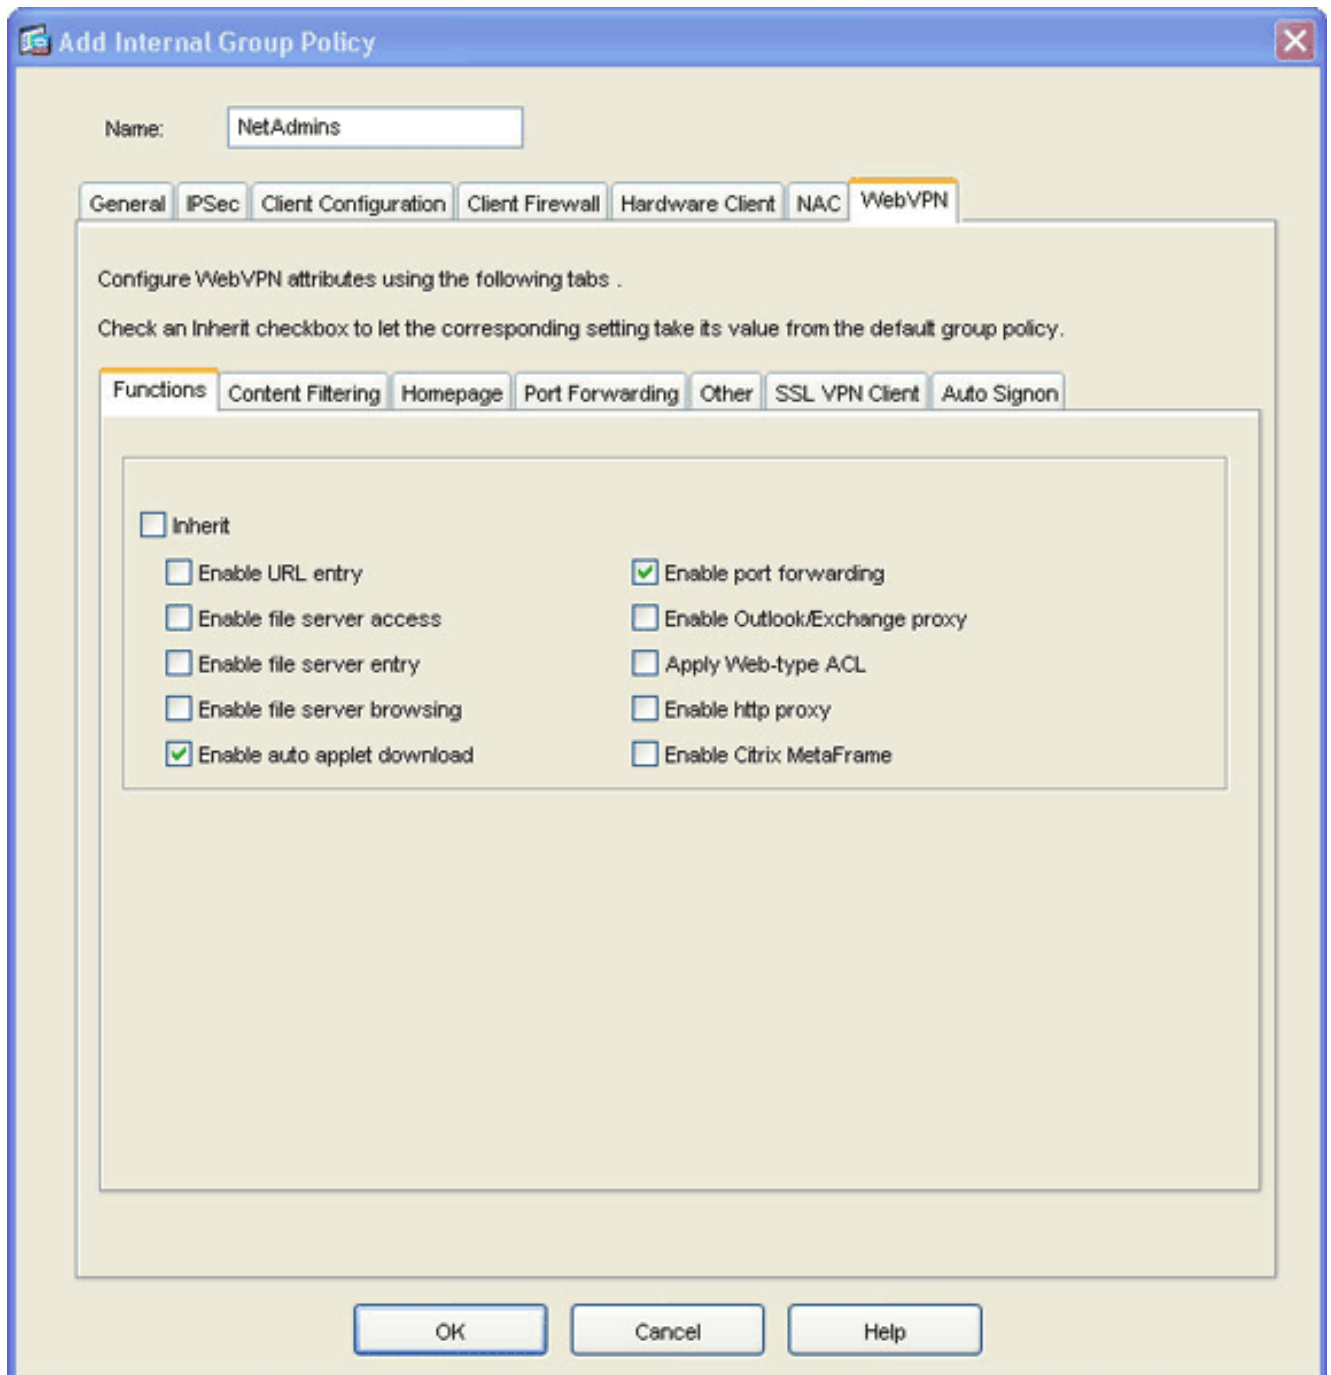 Add Internal Group Policy
Name: NetAdmins
General IPSec Client Configuration Client Firewall Hardware Client NAC WebVPN
Configure WebVPN attributes using the following tabs .
Check an Inherit checkbox to let the corresponding setting take its value from the default group policy.
Functions Content Filtering Homepage Port Forwarding Other SSL VPN Client Auto Signon
Inherit
Enable URL entry Enable port forwarding
Enable file server access Enable Outlook/Exchange proxy
Enable file server entry Apply Web-type ACL
Enable file server browsing Enable http proxy
Enable auto applet download Enable Citrix MetaFrame
OK Cancel Help